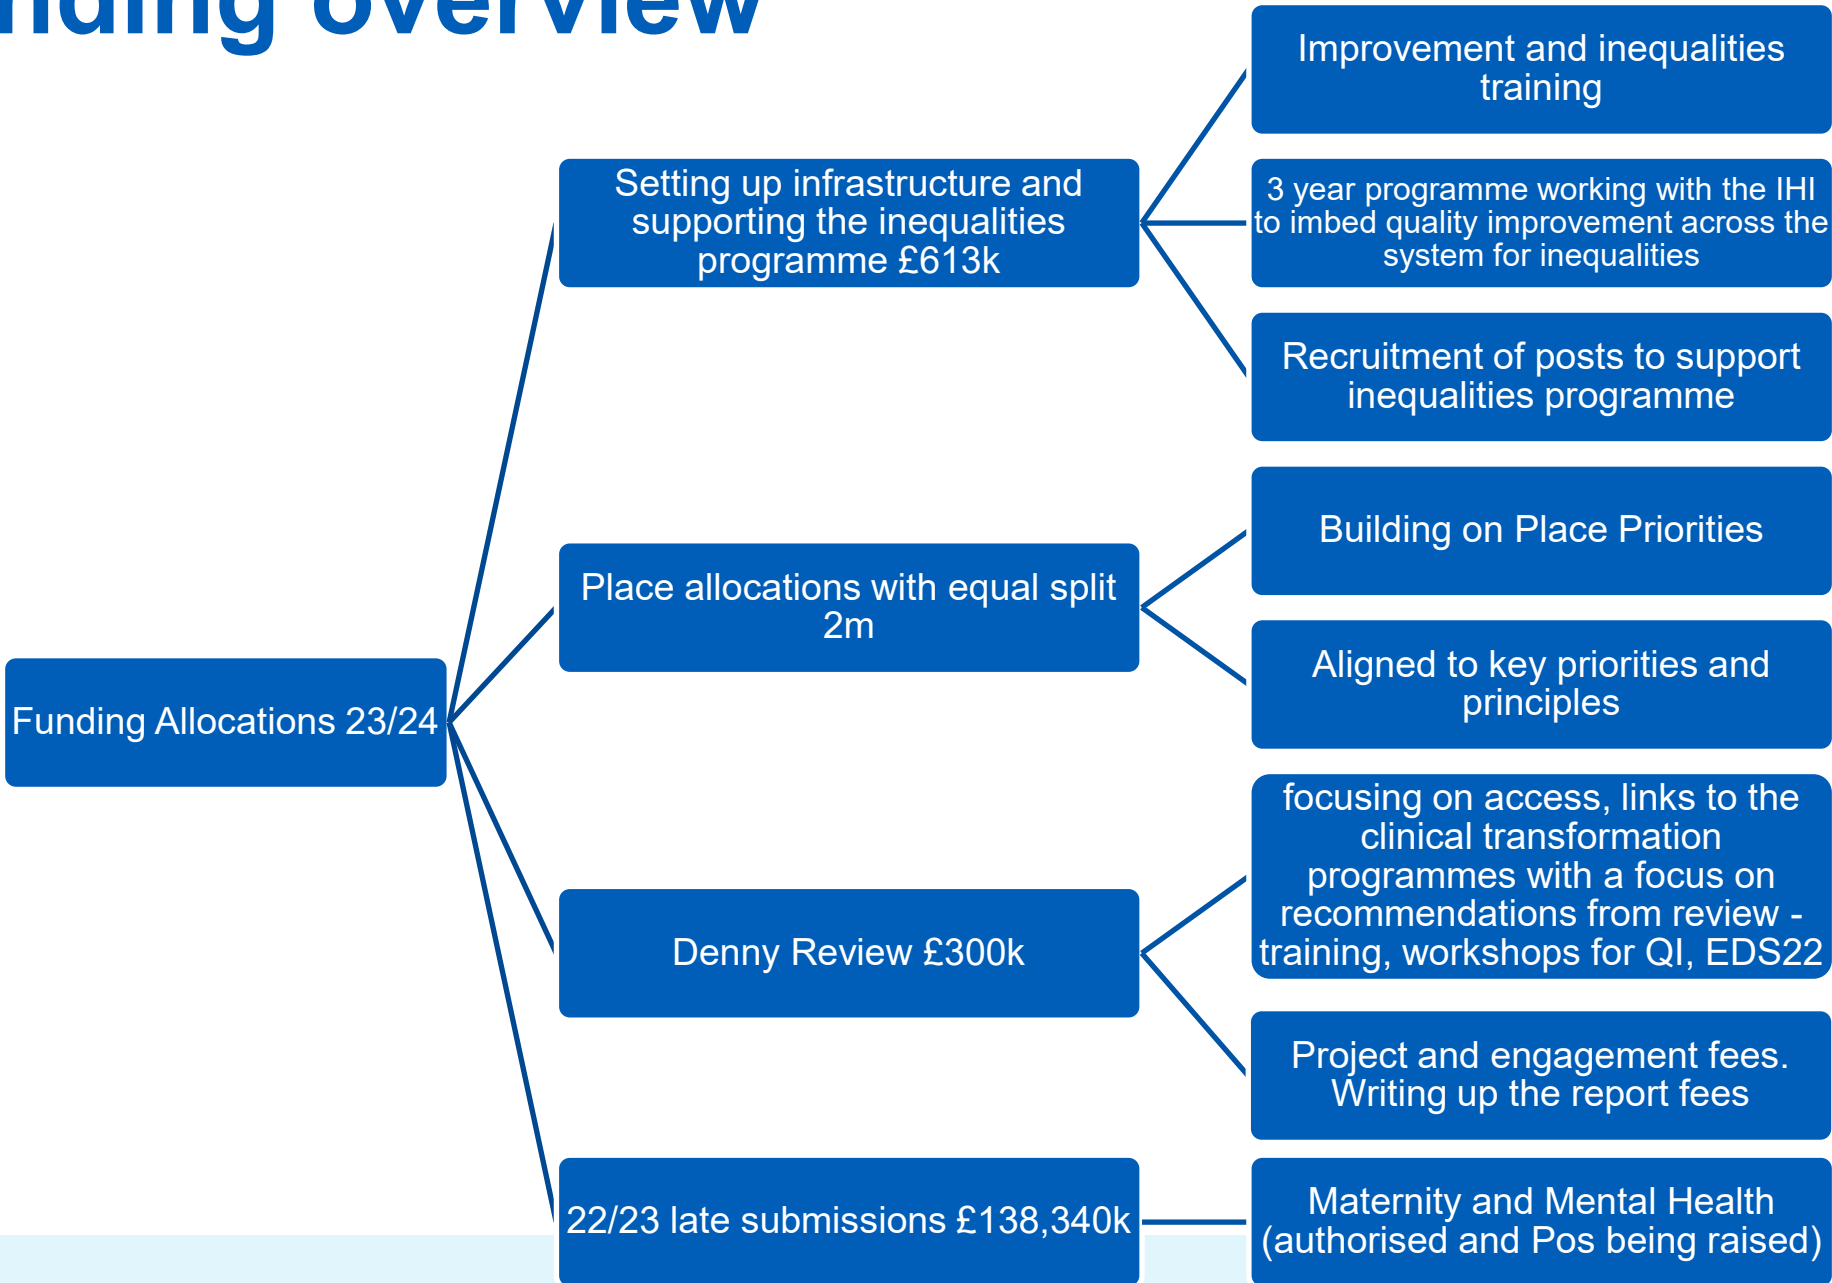 nding overview
Improvement and inequalities
training
Setting up infrastructure and
supporting the inequalities
programme £613k
3 year programme working with the IHI
to imbed quality improvement across the
system for inequalities
Recruitment of posts to support
inequalities programme
Building on Place Priorities
Place allocations with equal split
2m
Aligned to key priorities and
principles
Funding Allocations 23/24
focusing on access, links to the
clinical transformation
programmes with a focus on
recommendations from review -
training, workshops for QI, EDS22
Denny Review £300k
Project and engagement fees.
Writing up the report fees
22/23 late submissions £138,340k
Maternity and Mental Health
(authorised and Pos being raised)